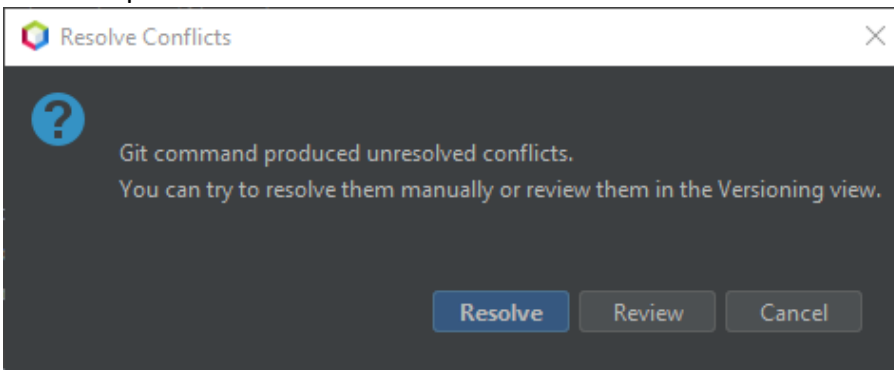 Resolve Conflicts
Git command produced unresolved conflicts.
You can try to resolve them manually or review them in the Versioning view.
Resolve
Review
Cancel